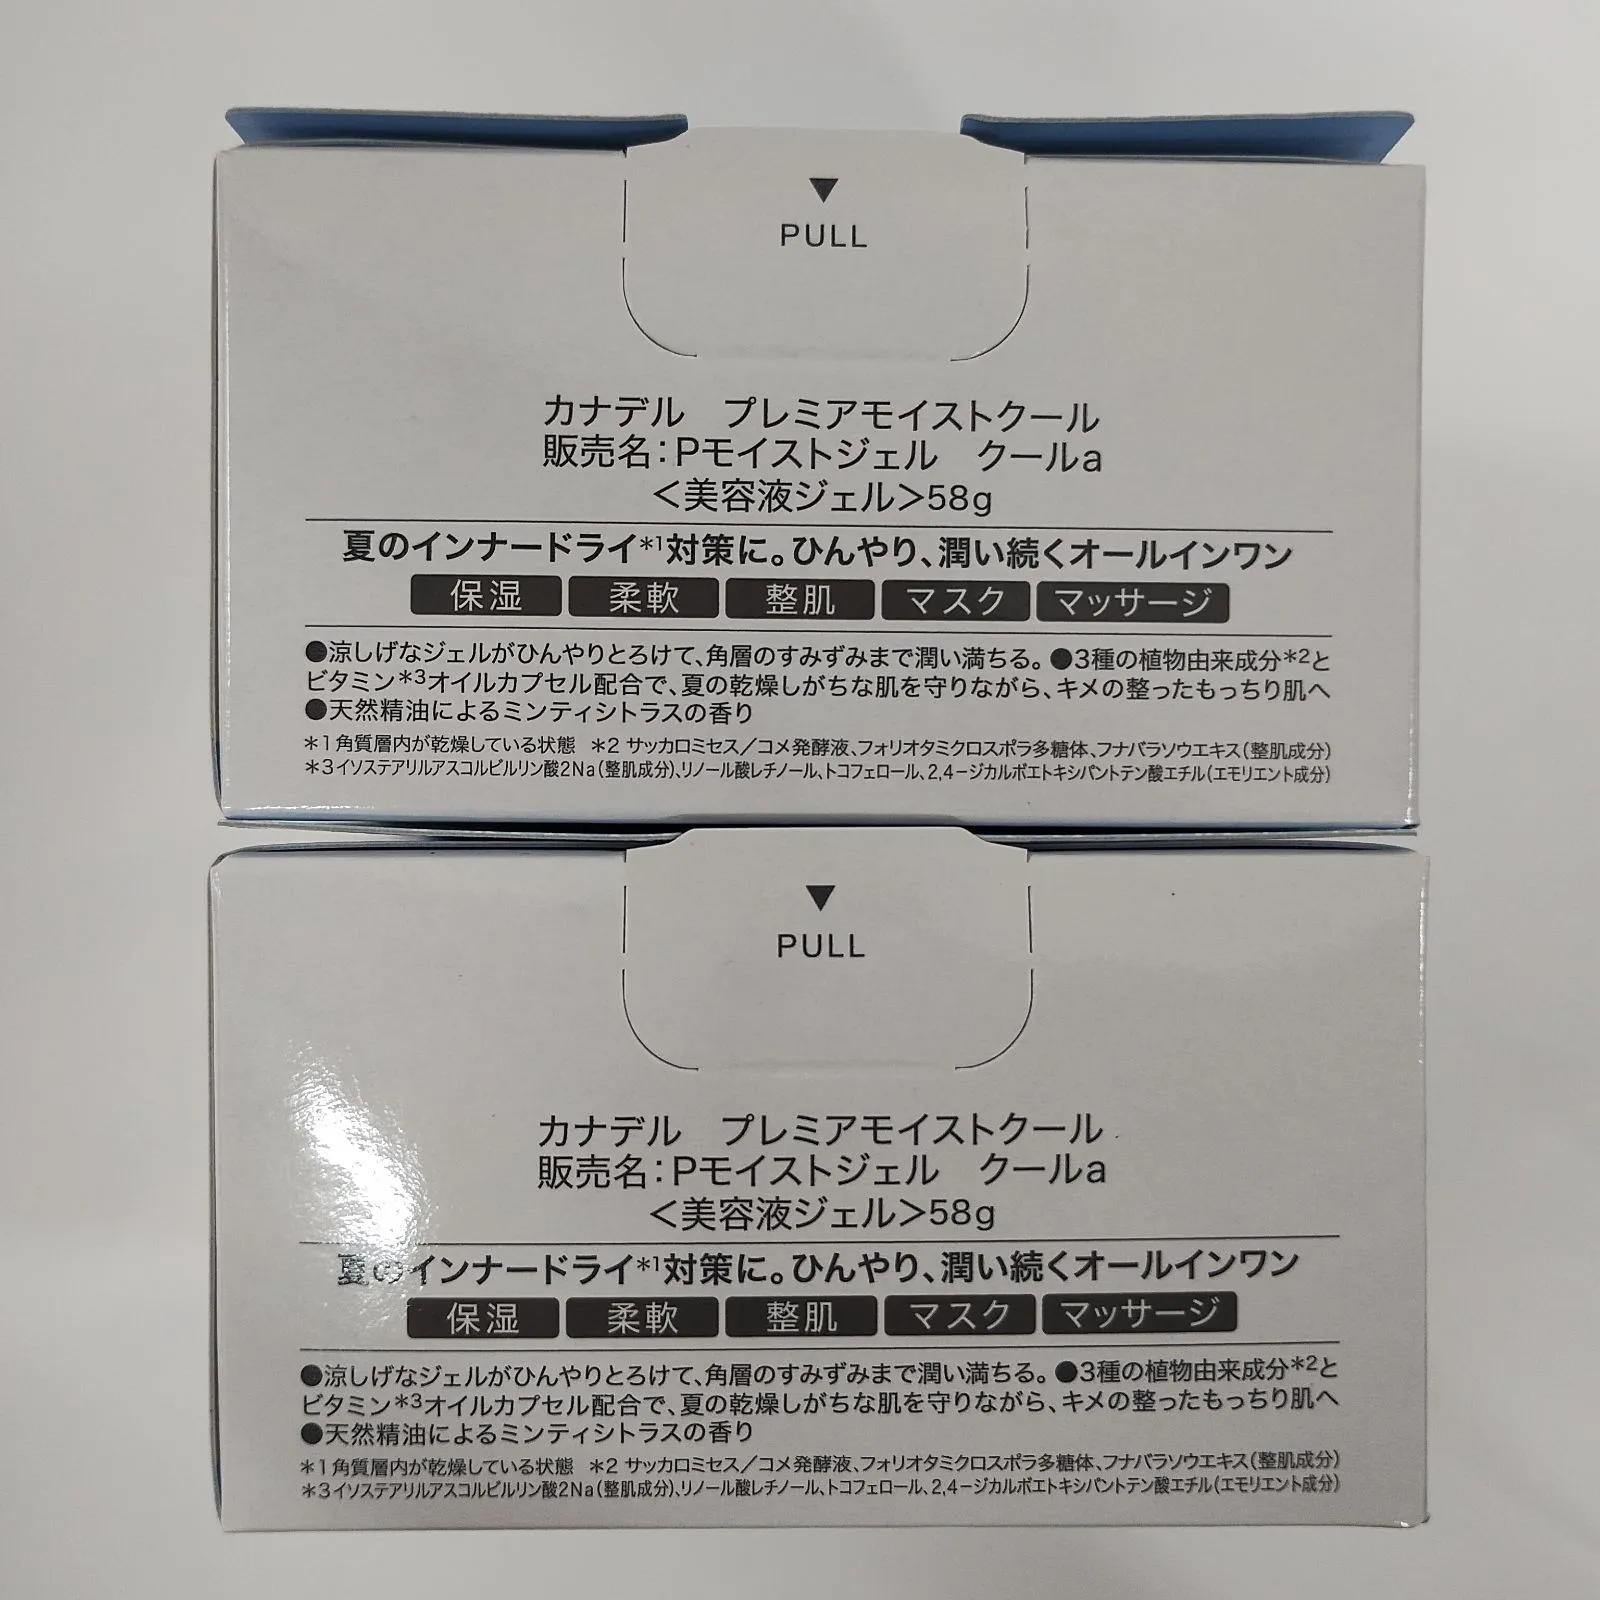 PULL
カナデル プレミアモイストクール
販売名：Pモイストジェル クールa
＜美容液ジェル＞58g
夏のインナードライ*1対策に。ひんやり、潤い続くオールインワン
保湿 柔軟 整肌 マスク マッサージ
●涼しげなジェルがひんやりとろけて、角層のすみずみまで潤い満ちる。●3種の植物由来成分*2と
ビタミン*3オイルカプセル配合で、夏の乾燥しがちな肌を守りながら、キメの整ったもっちり肌へ
●天然精油によるミンティシトラスの香り
*1角質層内が乾燥している状態 *2 サッカロミセス／コメ発酵液、フォリオタミクロスポラ多糖体、フナバラソウエキス(整肌成分)
*3イソステアリルアスコルビルリン酸2Na(整肌成分)、リノール酸レチノール、トコフェロール、2,4-ジカルボエトキシパントテン酸エチル(エモリエント成分)
PULL
カナデル プレミアモイストクール
販売名：Pモイストジェル クールa
＜美容液ジェル＞58g
夏のインナードライ*1対策に。ひんやり、潤い続くオールインワン
保湿 柔軟 整肌 マスク マッサージ
●涼しげなジェルがひんやりとろけて、角層のすみずみまで潤い満ちる。●3種の植物由来成分*2と
ビタミン*3オイルカプセル配合で、夏の乾燥しがちな肌を守りながら、キメの整ったもっちり肌へ
●天然精油によるミンティシトラスの香り
*1角質層内が乾燥している状態 *2 サッカロミセス／コメ発酵液、フォリオタミクロスポラ多糖体、フナバラソウエキス(整肌成分)
*3イソステアリルアスコルビルリン酸2Na(整肌成分)、リノール酸レチノール、トコフェロール、2,4-ジカルボエトキシパントテン酸エチル(エモリエント成分)